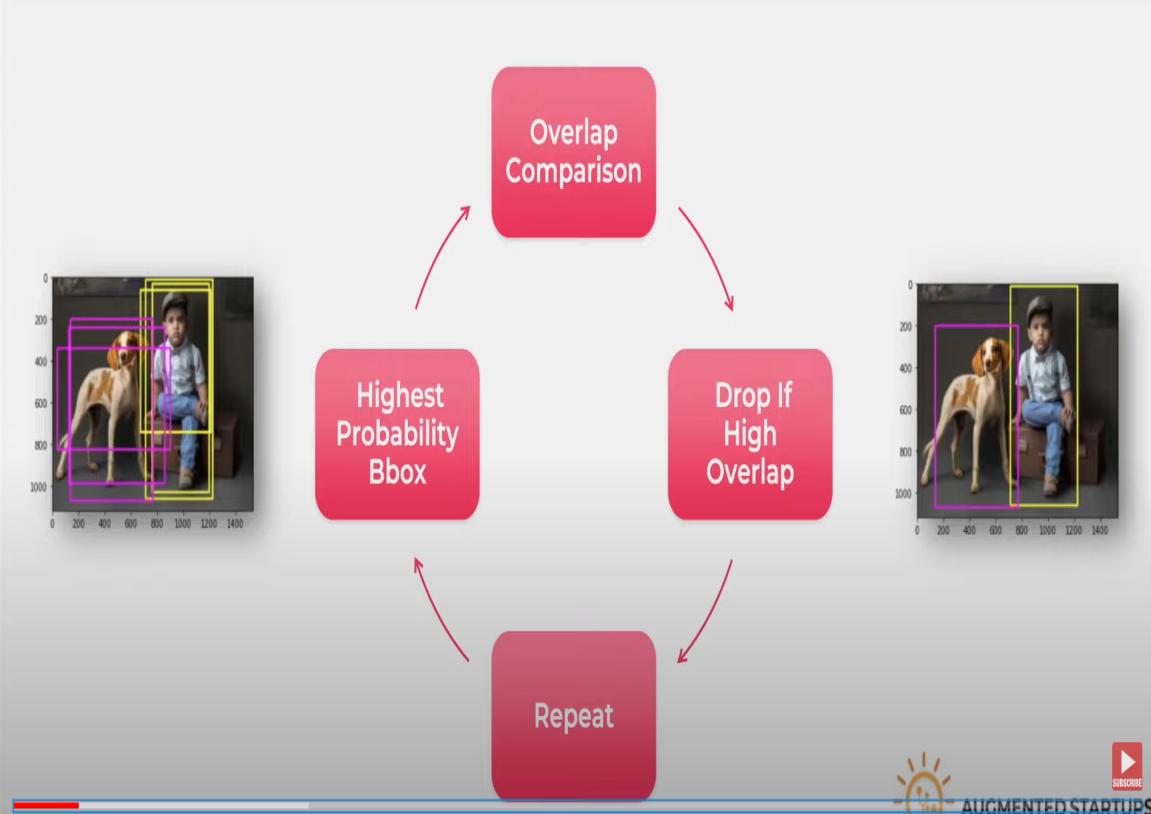 Overlap
Comparison
Highest
Probability
Bbox
Drop If
High
Overlap
Repeat
0
200
400
600
800
1000
0 200 400 600 800 1000 1200 1400
0
200
400
600
800
1000
0 200 400 600 800 1000 1200 1400
SUBSCRIBE
AUGMENTED STARTUPS